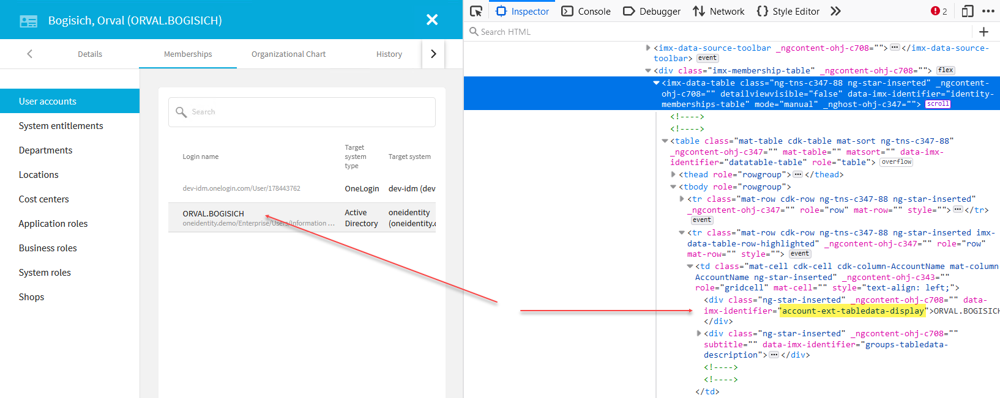 Bogisich, Orval (ORVAL.BOGISICH)
Details
Memberships
Organizational Chart
History
User accounts
System entitlements
Departments
Locations
Cost centers
Application roles
Business roles
System roles
Shops
Search
Login name
Target system type
Target system
dev-idm.onelogin.com/User/178443762
OneLogin
dev-idm (dev
ORVAL.BOGISICH
oneidentity.demo/Enterprise/Users/Information ...
Active Directory
oneidentity
(oneidentity.d
Inspector
Console
Debugger
Network
Style Editor
2
Search HTML
<imx-data-source-toolbar _ngcontent-ohj-c708=""> ··· </imx-data-source-
toolbar> event
<div class="imx-membership-table" _ngcontent-ohj-c708=""> flex
<imx-data-table class="ng-tns-c347-88 ng-star-inserted" _ngcontent-
ohj-c708="" detailviewvisible="false" data-imx-identifier="identity-
memberships-table" mode="manual" _nghost-ohj-c347=""> scroll
<!---->
<!---->
<table class="mat-table cdk-table mat-sort ng-tns-c347-88"
_ngcontent-ohj-c347="" mat-table="" matsort="" data-imx-
identifier="datatable-table" role="table"> overflow
<thead role="rowgroup"> ··· </thead>
<tbody role="rowgroup">
<tr class="mat-row cdk-row ng-tns-c347-88 ng-star-inserted"
_ngcontent-ohj-c347="" role="row" mat-row="" style=""> ··· </tr>
event
<tr class="mat-row cdk-row ng-tns-c347-88 ng-star-inserted imx-
data-table-row-highlighted" _ngcontent-ohj-c347="" role="row"
mat-row="" style=""> event
<td class="mat-cell cdk-cell cdk-column-AccountName mat-column
AccountName ng-star-inserted" _ngcontent-ohj-c343=""
role="gridcell" mat-cell="" style="text-align: left;">
<div class="ng-star-inserted" _ngcontent-ohj-c708="" data-
imx-identifier="account-ext-tabledata-display">ORVAL.BOGISICH
</div>
<div class="ng-star-inserted" _ngcontent-ohj-c708=""
subtitle="" data-imx-identifier="groups-tabledata-
description"> ··· </div>
<!---->
<!---->
</td>